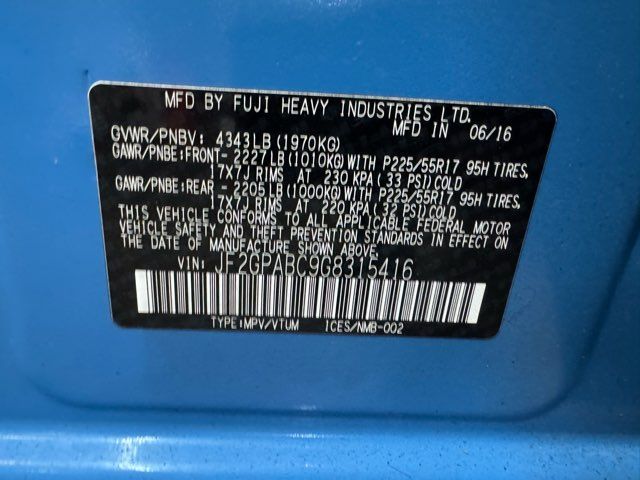 MFD BY FUJI HEAVY INDUSTRIES LTD.
MFD IN 06/16
GVWR/PNBV: 4343LB (1970KG)
GAWR/PNBE:FRONT- 2227LB (1010KG) WITH P225/55R17 95H TIRES,
17X7J RIMS AT 230 KPA (33 PSI) COLD
GAWR/PNBE:REAR - 2205LB (1000KG) WITH P225/55R17 95H TIRES,
17X7J RIMS AT 220 KPA (32 PSI) COLD
THIS VEHICLE CONFORMS TO ALL APPLICABLE FEDERAL MOTOR
VEHICLE SAFETY AND THEFT PREVENTION STANDARDS IN EFFECT ON
THE DATE OF MANUFACTURE SHOWN ABOVE.
VIN: JF2GPABC9G8315416
TYPE:MPV/VTUM ICES/NMB-002